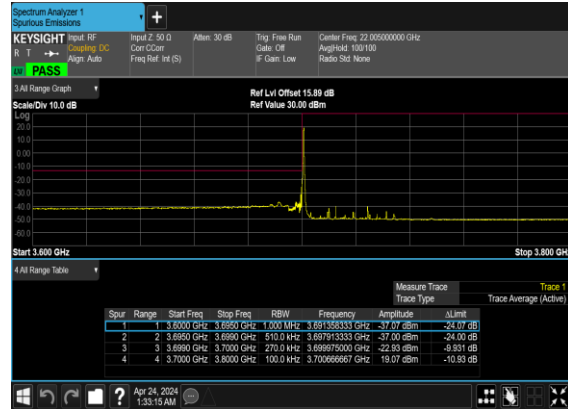 Spectrum Analyzer 1
Spurious Emissions
+
KEYSIGHT Input: RF Input Z: 50 Ω Atten: 30 dB Trig: Free Run Center Freq: 22.005000000 GHz
R T Coupling: DC Corr CCorr Gate: Off Avg|Hold: 100/100
Align: Auto Freq Ref: Int (S) IF Gain: Low Radio Std: None
PASS
3 All Range Graph Ref Lvl Offset 15.89 dB
Scale/Div 10.0 dB Ref Value 30.00 dBm
Log
20.0
10.0
0.00
-10.0
-20.0
-30.0
-40.0
-50.0
-60.0
Start 3.600 GHz Stop 3.800 GHz
4 All Range Table
Measure Trace Trace 1
Trace Type Trace Average (Active)
Spur Range Start Freq Stop Freq RBW Frequency Amplitude ΔLimit
1 1 3.6000 GHz 3.6950 GHz 1.000 MHz 3.691358333 GHz -37.07 dBm -24.07 dB
2 2 3.6950 GHz 3.6990 GHz 510.0 kHz 3.697913333 GHz -37.00 dBm -24.00 dB
3 3 3.6990 GHz 3.7000 GHz 270.0 kHz 3.699975000 GHz -22.93 dBm -9.931 dB
4 4 3.7000 GHz 3.8000 GHz 100.0 kHz 3.700666667 GHz 19.07 dBm -10.93 dB
? Apr 24, 2024
1:33:15 AM